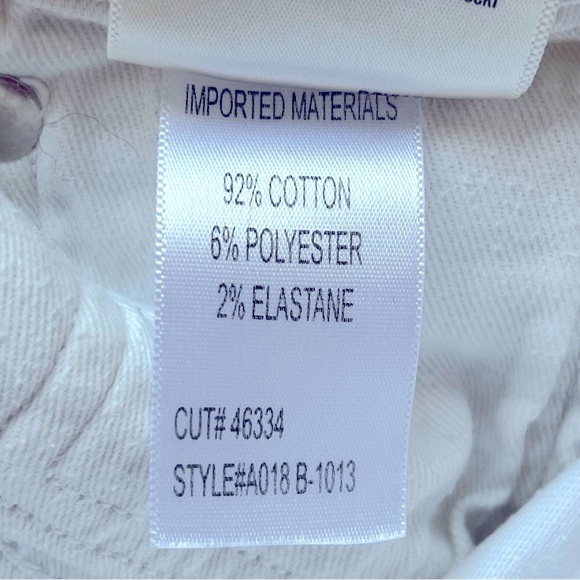 IMPORTED MATERIALS
92% COTTON
6% POLYESTER
2% ELASTANE
CUT# 46334
STYLE#A018 B-1013